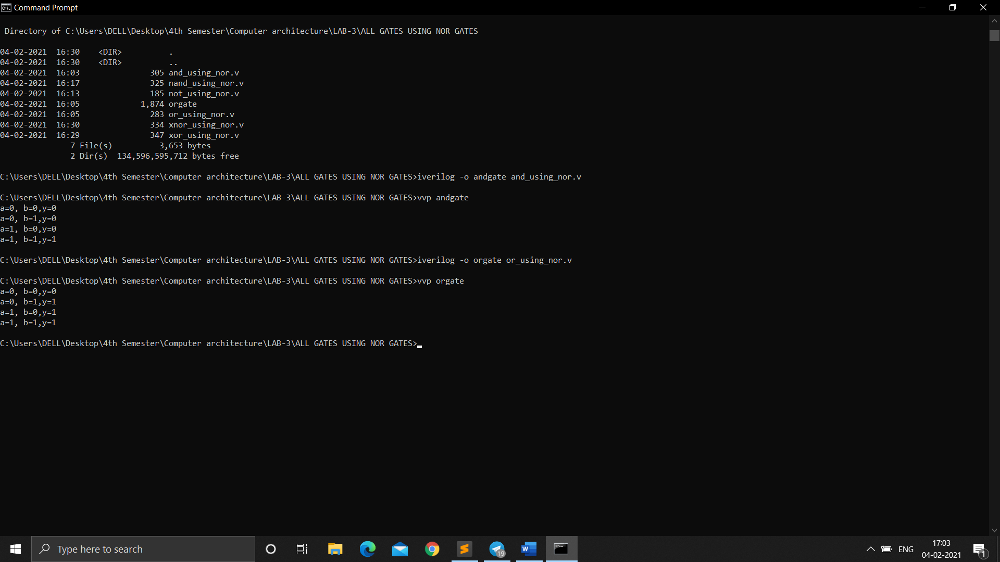 Command Prompt
Directory of C:\Users\DELL\Desktop\4th Semester\Computer architecture\LAB-3\ALL GATES USING NOR GATES
04-02-2021  16:30    <DIR>          .
04-02-2021  16:30    <DIR>          ..
04-02-2021  16:03               305 and_using_nor.v
04-02-2021  16:17               325 nand_using_nor.v
04-02-2021  16:13               185 not_using_nor.v
04-02-2021  16:05             1,874 orgate
04-02-2021  16:05               283 or_using_nor.v
04-02-2021  16:30               334 xnor_using_nor.v
04-02-2021  16:29               347 xor_using_nor.v
7 File(s)          3,653 bytes
2 Dir(s)  134,596,595,712 bytes free
C:\Users\DELL\Desktop\4th Semester\Computer architecture\LAB-3\ALL GATES USING NOR GATES>iverilog -o andgate and_using_nor.v
C:\Users\DELL\Desktop\4th Semester\Computer architecture\LAB-3\ALL GATES USING NOR GATES>vvp andgate
a=0, b=0,y=0
a=0, b=1,y=0
a=1, b=0,y=0
a=1, b=1,y=1
C:\Users\DELL\Desktop\4th Semester\Computer architecture\LAB-3\ALL GATES USING NOR GATES>iverilog -o orgate or_using_nor.v
C:\Users\DELL\Desktop\4th Semester\Computer architecture\LAB-3\ALL GATES USING NOR GATES>vvp orgate
a=0, b=0,y=0
a=0, b=1,y=1
a=1, b=0,y=1
a=1, b=1,y=1
C:\Users\DELL\Desktop\4th Semester\Computer architecture\LAB-3\ALL GATES USING NOR GATES>
Type here to search
19
ENG
17:03
04-02-2021
1